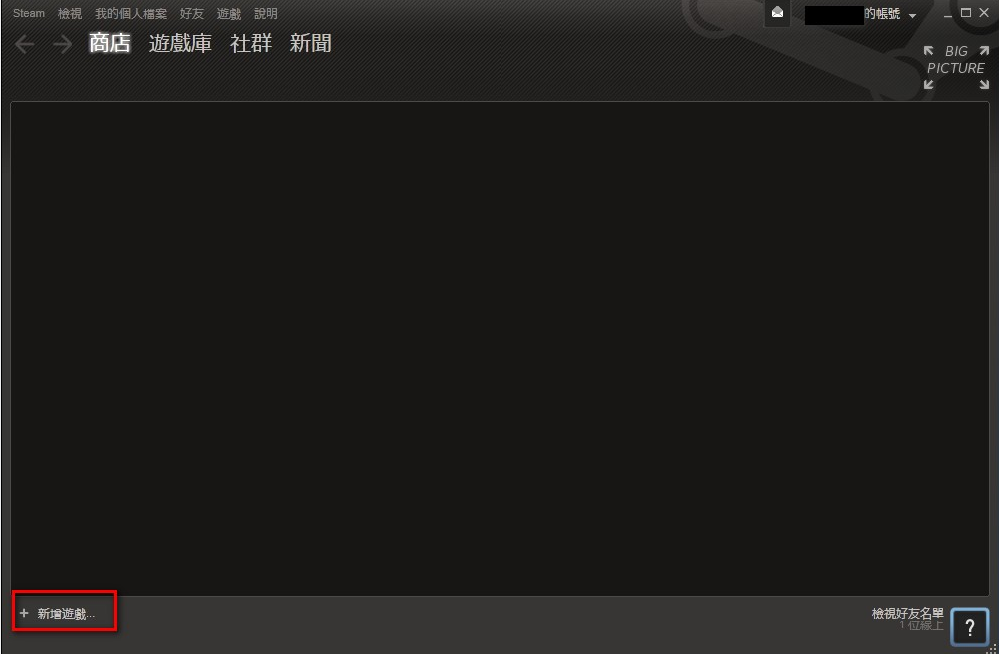 Steam 檢視 我的個人檔案 好友 遊戲 說明
的帳號
商店 遊戲庫 社群 新聞
BIG
PICTURE
+ 新增遊戲...
檢視好友名單
1 位線上
?